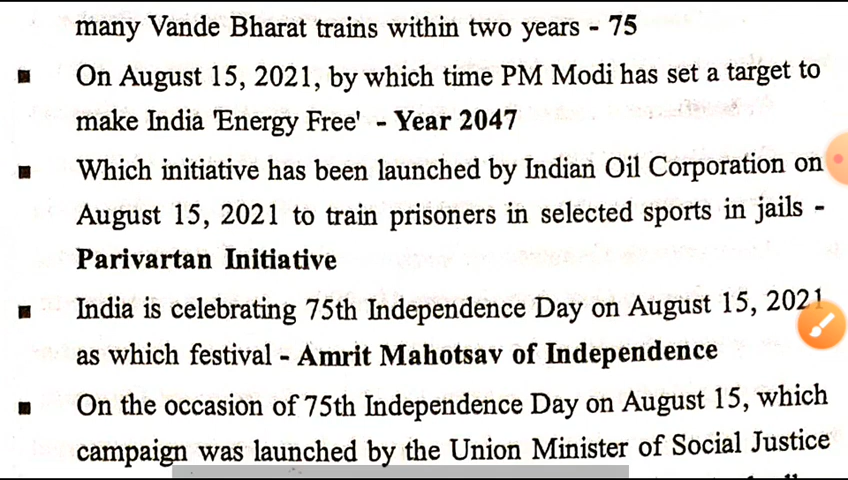 many Vande Bharat trains within two years - 75
▪ On August 15, 2021, by which time PM Modi has set a target to
make India 'Energy Free' - Year 2047
▪ Which initiative has been launched by Indian Oil Corporation on
August 15, 2021 to train prisoners in selected sports in jails -
Parivartan Initiative
▪ India is celebrating 75th Independence Day on August 15, 2021
as which festival - Amrit Mahotsav of Independence
▪ On the occasion of 75th Independence Day on August 15, which
campaign was launched by the Union Minister of Social Justice